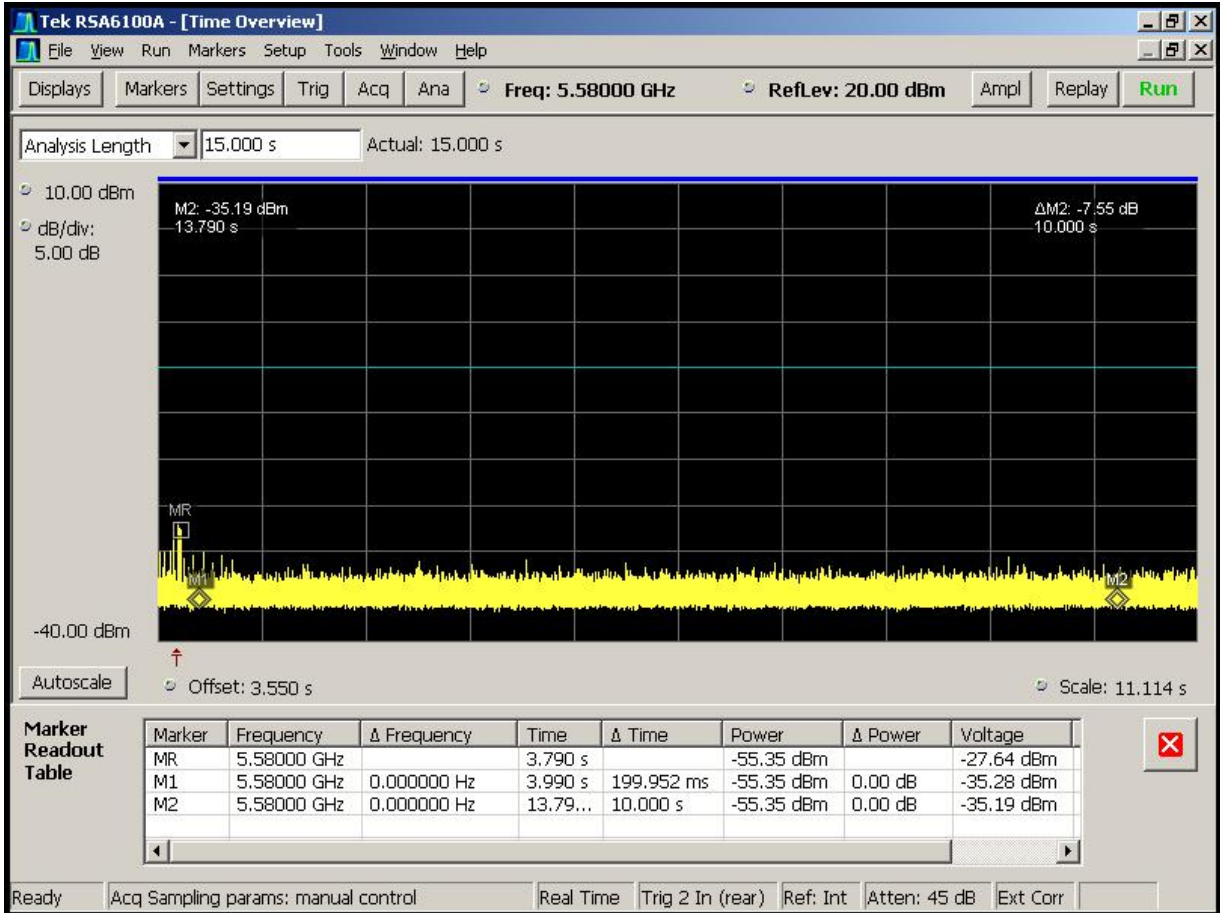 Tek RSA6100A - [Time Overview]
File View Run Markers Setup Tools Window Help
Displays Markers Settings Trig Acq Ana Freq: 5.58000 GHz RefLev: 20.00 dBm Ampl Replay Run
Analysis Length 15.000 s Actual: 15.000 s
10.00 dBm
dB/div:
5.00 dB
M2: -35.19 dBm
13.790 s
ΔM2: -7.55 dB
10.000 s
MR
M1
M2
-40.00 dBm
Autoscale Offset: 3.550 s Scale: 11.114 s
Marker
Readout
Table
Marker Frequency Δ Frequency Time Δ Time Power Δ Power Voltage
MR 5.58000 GHz 3.790 s -55.35 dBm -27.64 dBm
M1 5.58000 GHz 0.000000 Hz 3.990 s 199.952 ms -55.35 dBm 0.00 dB -35.28 dBm
M2 5.58000 GHz 0.000000 Hz 13.79... 10.000 s -55.35 dBm 0.00 dB -35.19 dBm
Ready Acq Sampling params: manual control Real Time Trig 2 In (rear) Ref: Int Atten: 45 dB Ext Corr